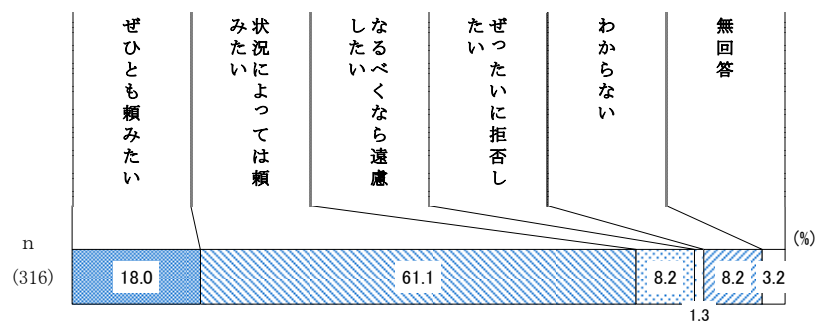 ぜひとも頼みたい
状況によっては頼
みたい
なるべくなら遠慮
したい
ぜったいに拒否し
たい
わからない
無回答
(%)
n
(316)
18.0
61.1
8.2
8.2
3.2
1.3